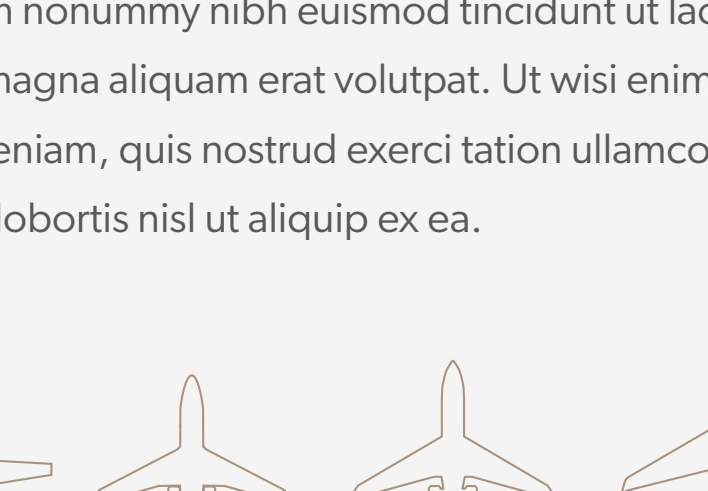 nonummy nibh euismod tincidunt ut lao
magna aliquam erat volutpat. Ut wisi enim
eniam, quis nostrud exerci tation ullamco
lobortis nisl ut aliquip ex ea.